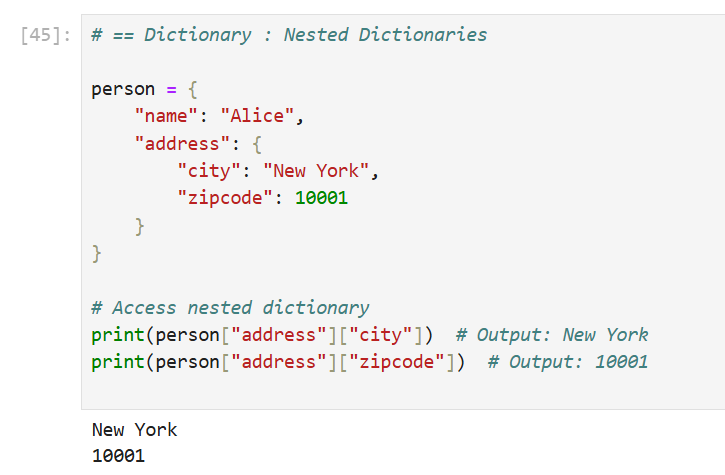 [45]: # == Dictionary : Nested Dictionaries
person = {
    "name": "Alice",
    "address": {
        "city": "New York",
        "zipcode": 10001
    }
}
# Access nested dictionary
print(person["address"]["city"])  # Output: New York
print(person["address"]["zipcode"])  # Output: 10001
New York
10001